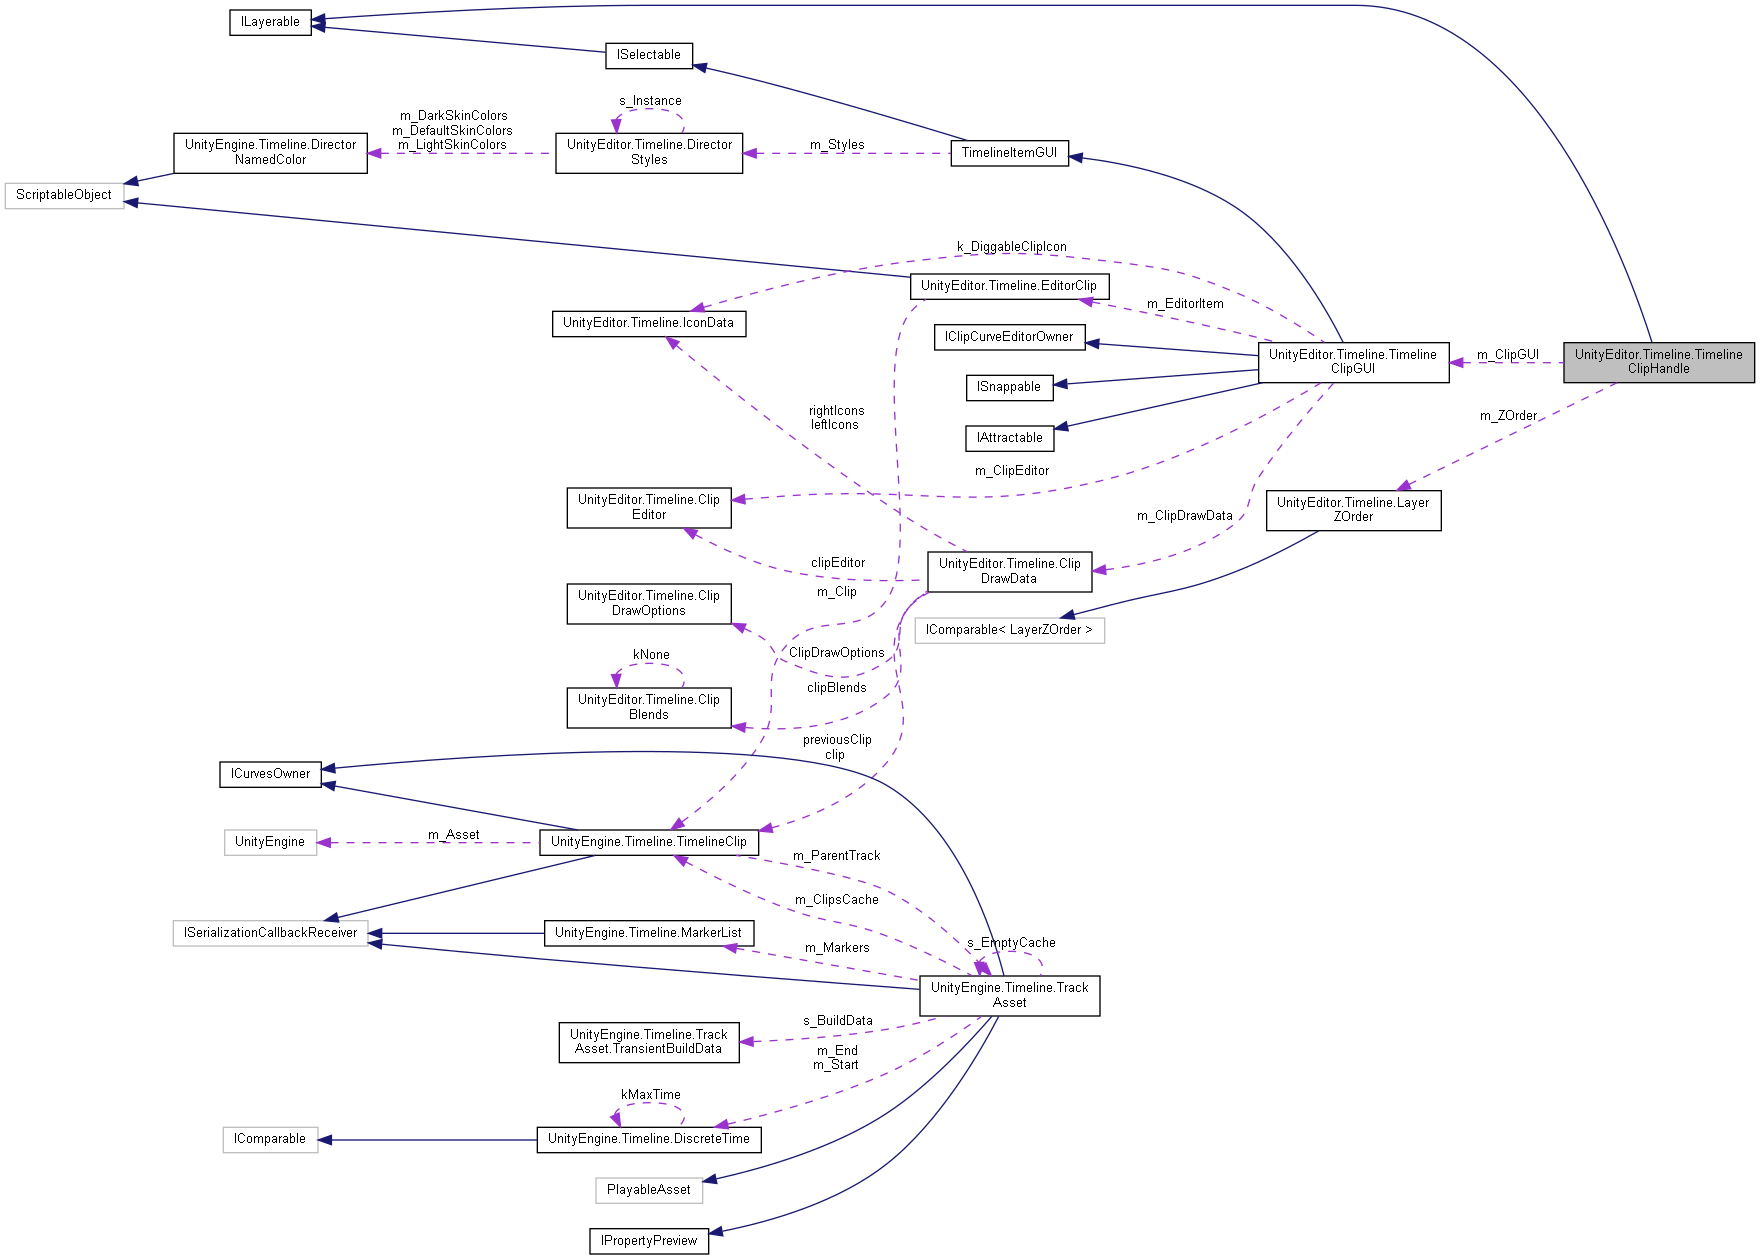 ILayerable
ISelectable
s_Instance
m_DarkSkinColors
m_DefaultSkinColors
m_LightSkinColors
UnityEngine.Timeline.Director
NamedColor
UnityEditor.Timeline.Director
Styles
m_Styles
TimelineItemGUI
ScriptableObject
k_DiggableClipIcon
UnityEditor.Timeline.EditorClip
m_EditorItem
UnityEditor.Timeline.IconData
IClipCurveEditorOwner
UnityEditor.Timeline.Timeline
ClipGUI
m_ClipGUI
UnityEditor.Timeline.Timeline
ClipHandle
ISnappable
rightIcons
leftIcons
m_ZOrder
IAttractable
m_ClipEditor
UnityEditor.Timeline.Clip
Editor
m_ClipDrawData
UnityEditor.Timeline.Layer
ZOrder
clipEditor
UnityEditor.Timeline.Clip
DrawData
m_Clip
UnityEditor.Timeline.Clip
DrawOptions
IComparable< LayerZOrder >
kNone
ClipDrawOptions
clipBlends
UnityEditor.Timeline.Clip
Blends
previousClip
clip
ICurvesOwner
UnityEngine
m_Asset
UnityEngine.Timeline.TimelineClip
m_ParentTrack
m_ClipsCache
ISerializationCallbackReceiver
UnityEngine.Timeline.MarkerList
m_Markers
s_EmptyCache
UnityEngine.Timeline.Track
Asset
s_BuildData
UnityEngine.Timeline.Track
Asset.TransientBuildData
m_End
m_Start
kMaxTime
IComparable
UnityEngine.Timeline.DiscreteTime
PlayableAsset
IPropertyPreview